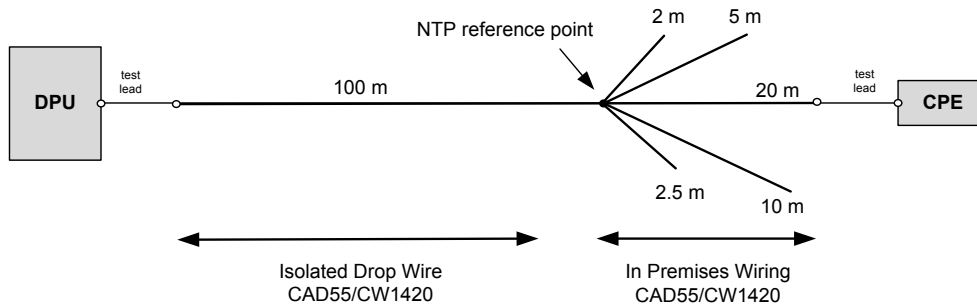 NTP reference point
2 m
5 m
DPU
test
lead
100 m
20 m
test
lead
CPE
2.5 m
10 m
Isolated Drop Wire
CAD55/CW1420
In Premises Wiring
CAD55/CW1420